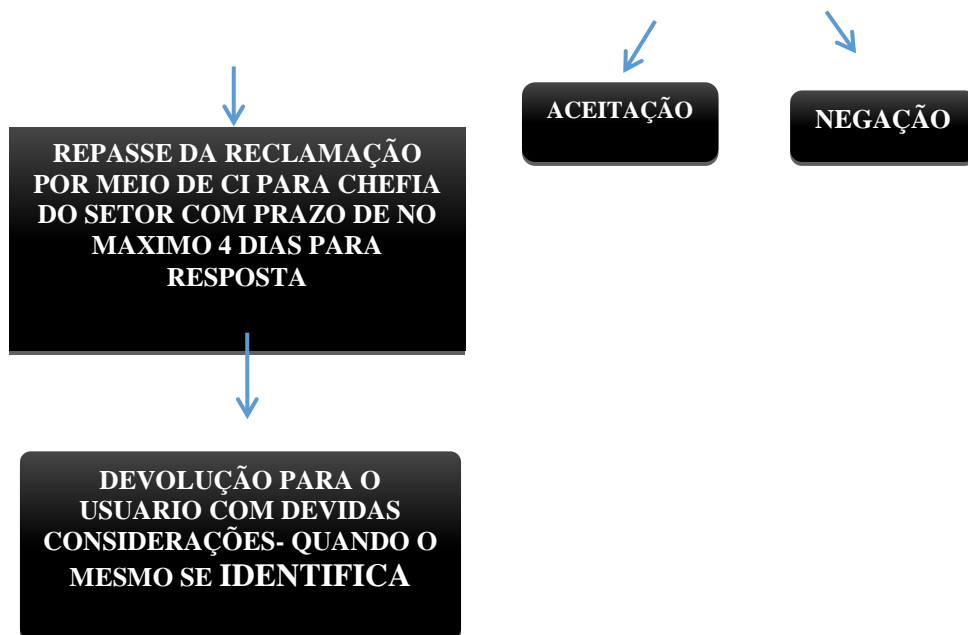 ACEITAÇÃO
NEGAÇÃO
REPASSE DA RECLAMAÇÃO
POR MEIO DE CI PARA CHEFIA
DO SETOR COM PRAZO DE NO
MAXIMO 4 DIAS PARA
RESPOSTA
DEVOLUÇÃO PARA O
USUARIO COM DEVIDAS
CONSIDERAÇÕES- QUANDO O
MESMO SE IDENTIFICA